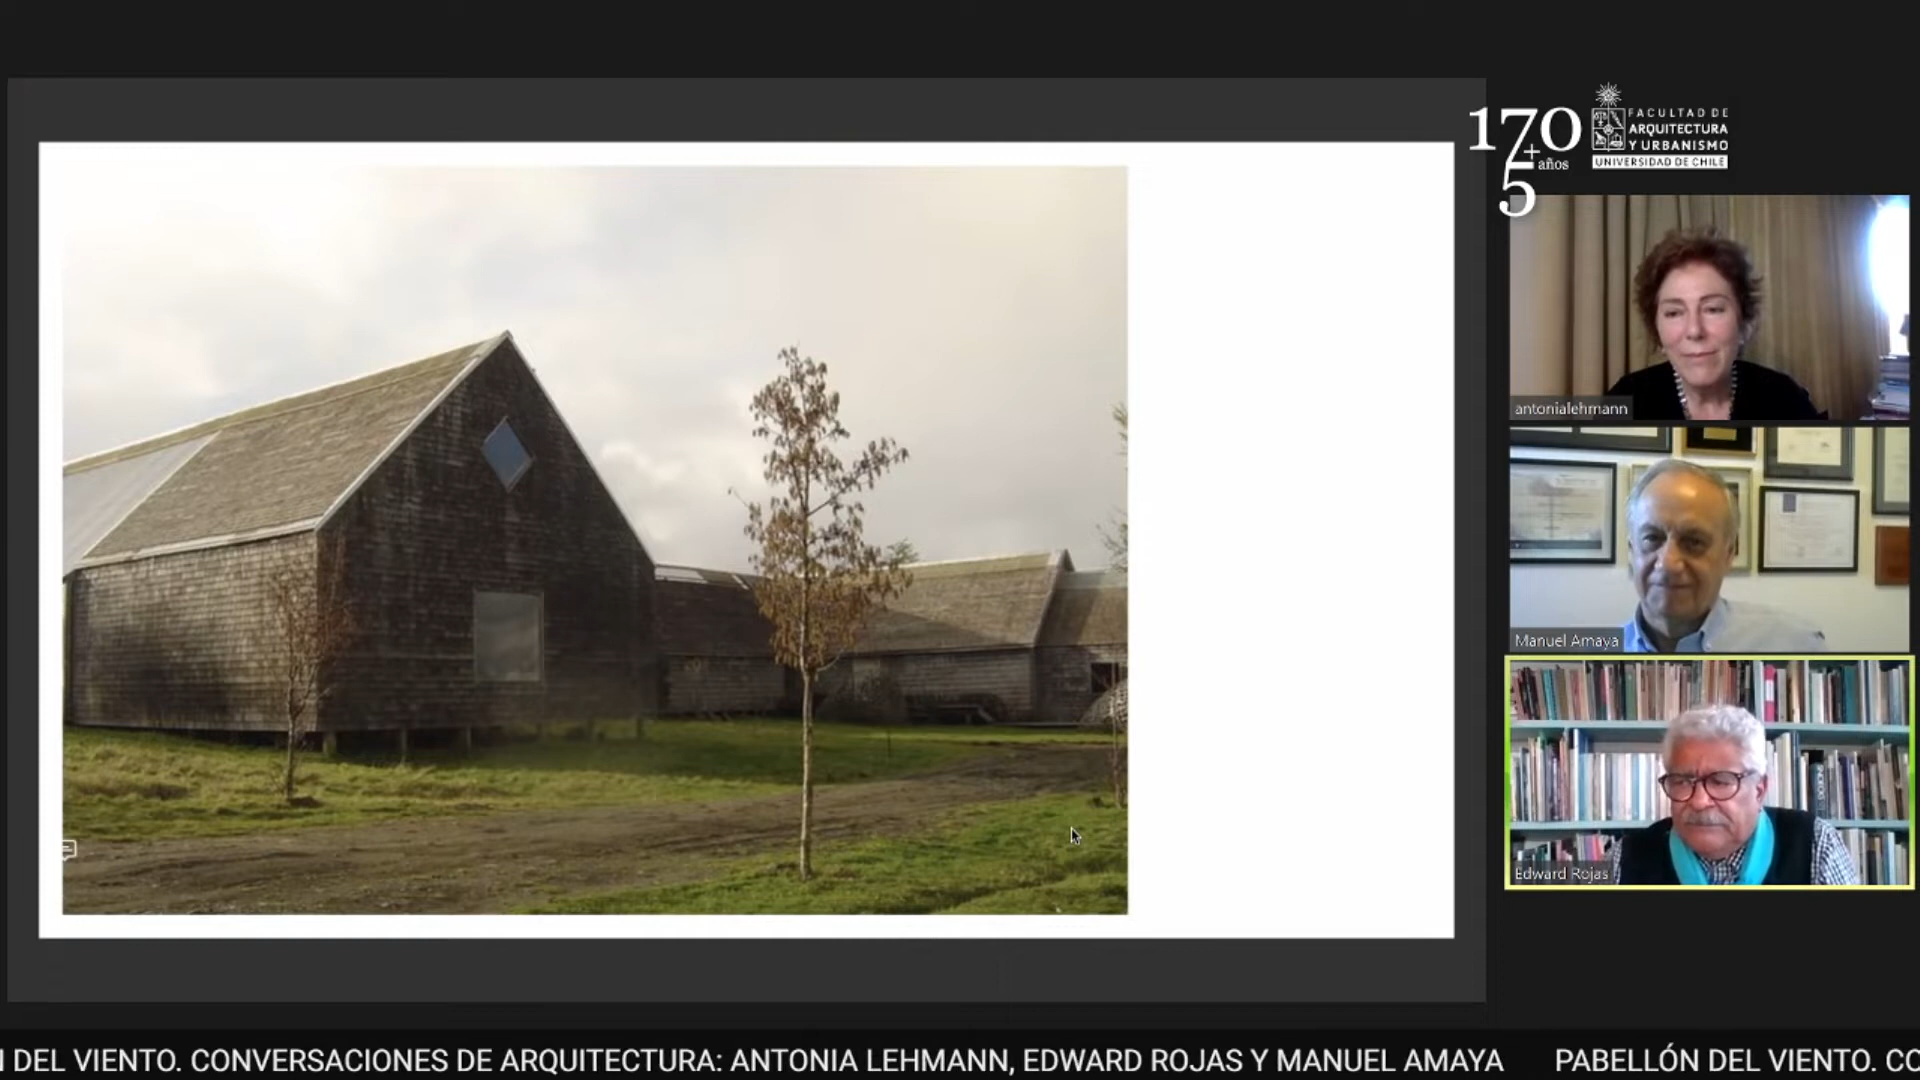 170
+
5
años
FACULTAD DE
ARQUITECTURA
Y URBANISMO
UNIVERSIDAD DE CHILE
antonialehmann
Manuel Amaya
Edward Rojas
DEL VIENTO. CONVERSACIONES DE ARQUITECTURA: ANTONIA LEHMANN, EDWARD ROJAS Y MANUEL AMAYA PABELLÓN DEL VIENTO. CO